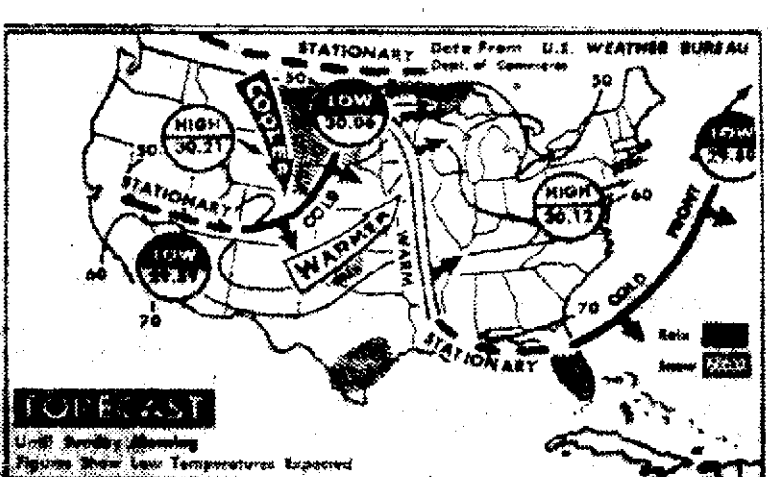 STATIONARY
Data From U.S. WEATHER BUREAU
Dept. of Commerce
50
COOLER
LOW
30.06
50
HIGH
30.21
50
LOW
STATIONARY
COLD
HIGH
30.12
60
WARMER
WARM
FRONT
COLD
LOW
60
70
70
STATIONARY
Rain
Snow
FORECAST
Until Sunday Morning
Figures Show Low Temperatures Expected